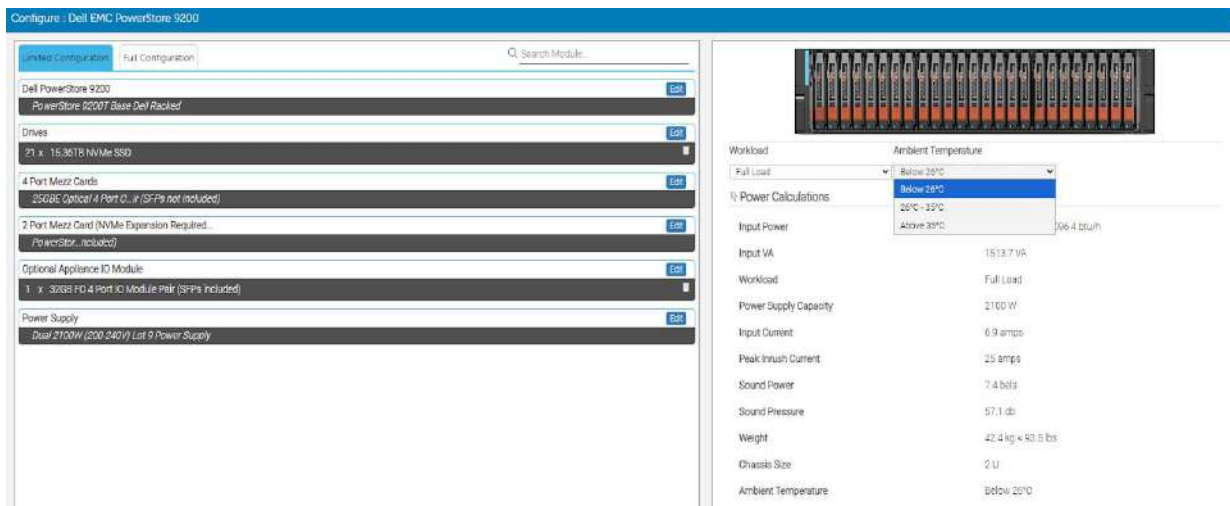 Configure : Dell EMC PowerStore 9200
Limited Configuration
Full Configuration
Search Module...
Dell PowerStore 9200
Edit
PowerStore 9200T Base Dell Racked
Drives
Edit
21 x 15.36TB NVMe SSD
4 Port Mezz Cards
Edit
25GBE Optical 4 Port C...ir (SFPs not included)
2 Port Mezz Card (NVMe Expansion Required...
Edit
PowerStor...ncluded)
Optional Appliance IO Module
Edit
1 x 32GB FC 4 Port IO Module Pair (SFPs included)
Power Supply
Edit
Dual 2100W (200-240V) Lot 9 Power Supply
Workload
Ambient Temperature
Full Load
Below 26°C
Below 26°C
26°C - 35°C
Above 35°C
Power Calculations
Input Power
096.4 btu/h
Input VA
1513.7 VA
Workload
Full Load
Power Supply Capacity
2100 W
Input Current
6.9 amps
Peak Inrush Current
25 amps
Sound Power
7.4 bels
Sound Pressure
57.1 db
Weight
42.4 kg ≈ 93.5 lbs
Chassis Size
2 U
Ambient Temperature
Below 26°C